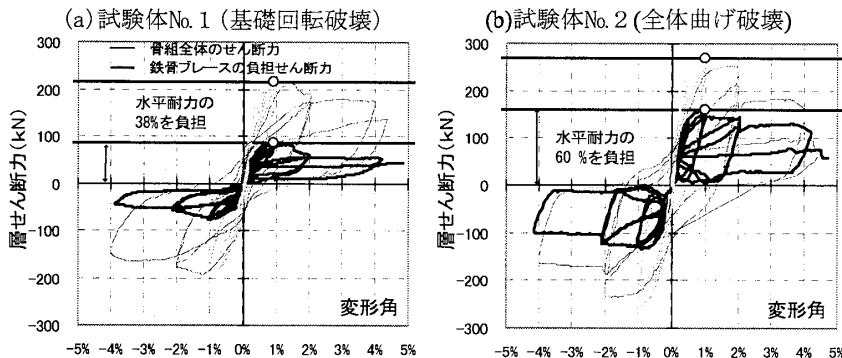 (a)試験体No.1(基礎回転破壊)
300
200
100
0
-100
-200
-300
層せん断力(kN)
骨組全体のせん断力
鉄骨ブレースの負担せん断力
水平耐力の
38%を負担
変形角
-5% -4% -3% -2% -1% 0% 1% 2% 3% 4% 5%
(b)試験体No.2(全体曲げ破壊)
300
200
100
0
-100
-200
-300
層せん断力(kN)
水平耐力の
60 %を負担
変形角
-5% -4% -3% -2% -1% 0% 1% 2% 3% 4% 5%